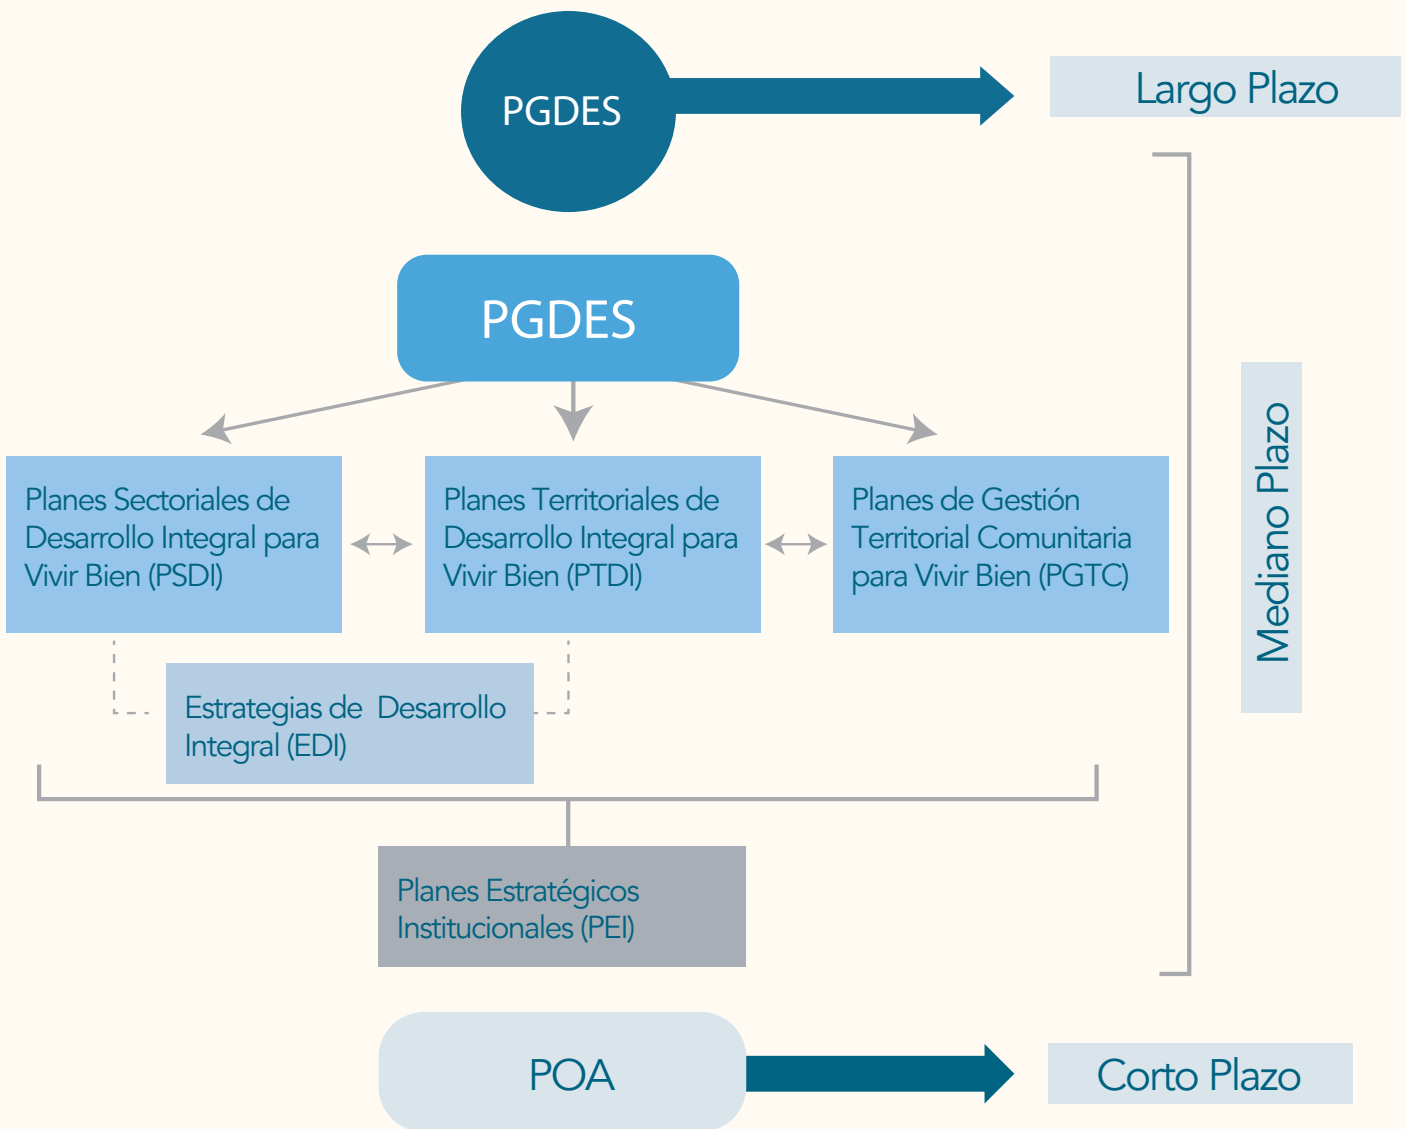 PGDES
Largo Plazo
PGDES
Planes Sectoriales de
Desarrollo Integral para
Vivir Bien (PSDI)
Planes Territoriales de
Desarrollo Integral para
Vivir Bien (PTDI)
Planes de Gestión
Territorial Comunitaria
para Vivir Bien (PGTC)
Mediano Plazo
Estrategias de Desarrollo
Integral (EDI)
Planes Estratégicos
Institucionales (PEI)
POA
Corto Plazo